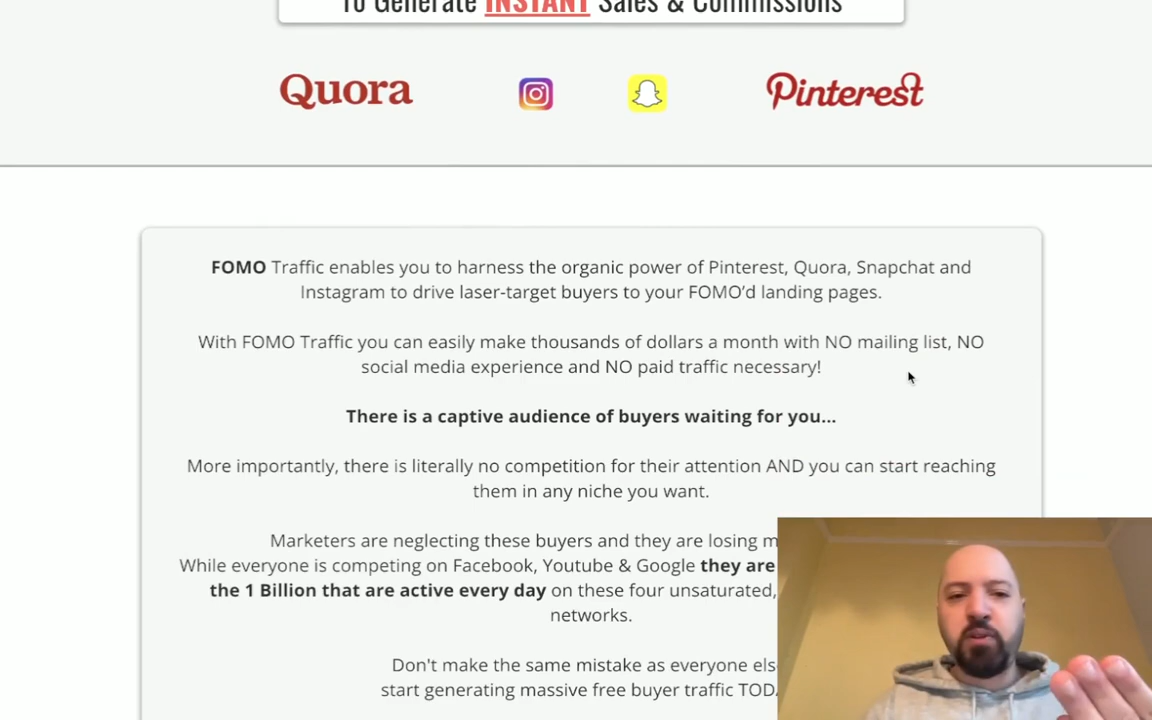 To Generate INSTANT Sales & Commissions
Quora
Pinterest
FOMO Traffic enables you to harness the organic power of Pinterest, Quora, Snapchat and
Instagram to drive laser-target buyers to your FOMO’d landing pages.
With FOMO Traffic you can easily make thousands of dollars a month with NO mailing list, NO
social media experience and NO paid traffic necessary!
There is a captive audience of buyers waiting for you...
More importantly, there is literally no competition for their attention AND you can start reaching
them in any niche you want.
Marketers are neglecting these buyers and they are losing
While everyone is competing on Facebook, Youtube & Google they are
the 1 Billion that are active every day on these four unsaturated,
networks.
Don't make the same mistake as everyone
start generating massive free buyer traffic